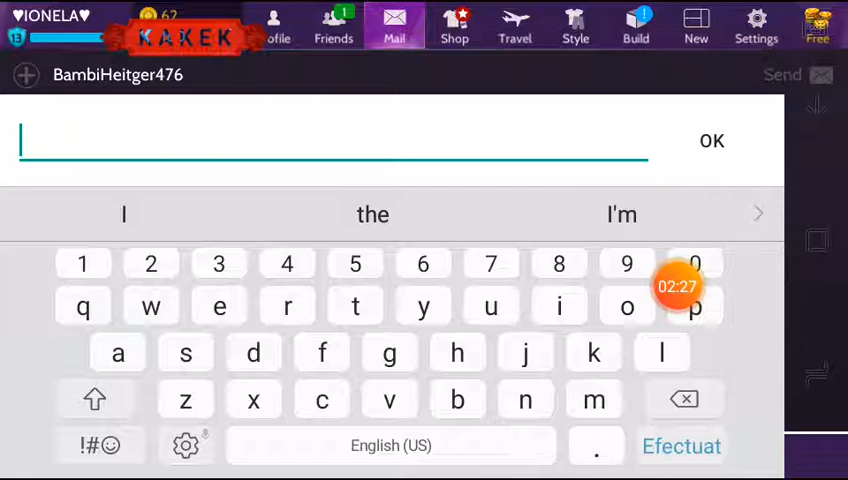 ♥IONELA♥ 62
KAKEK
13 Friends 1 Mail Shop Travel Style ! Build New Settings Free
BambiHeitger476 Send
OK
I the I'm
1 2 3 4 5 6 7 8 9 0
02:27
q w e r t y u i o p
a s d f g h j k l
z x c v b n m
!#☺ English (US) . Efectuat